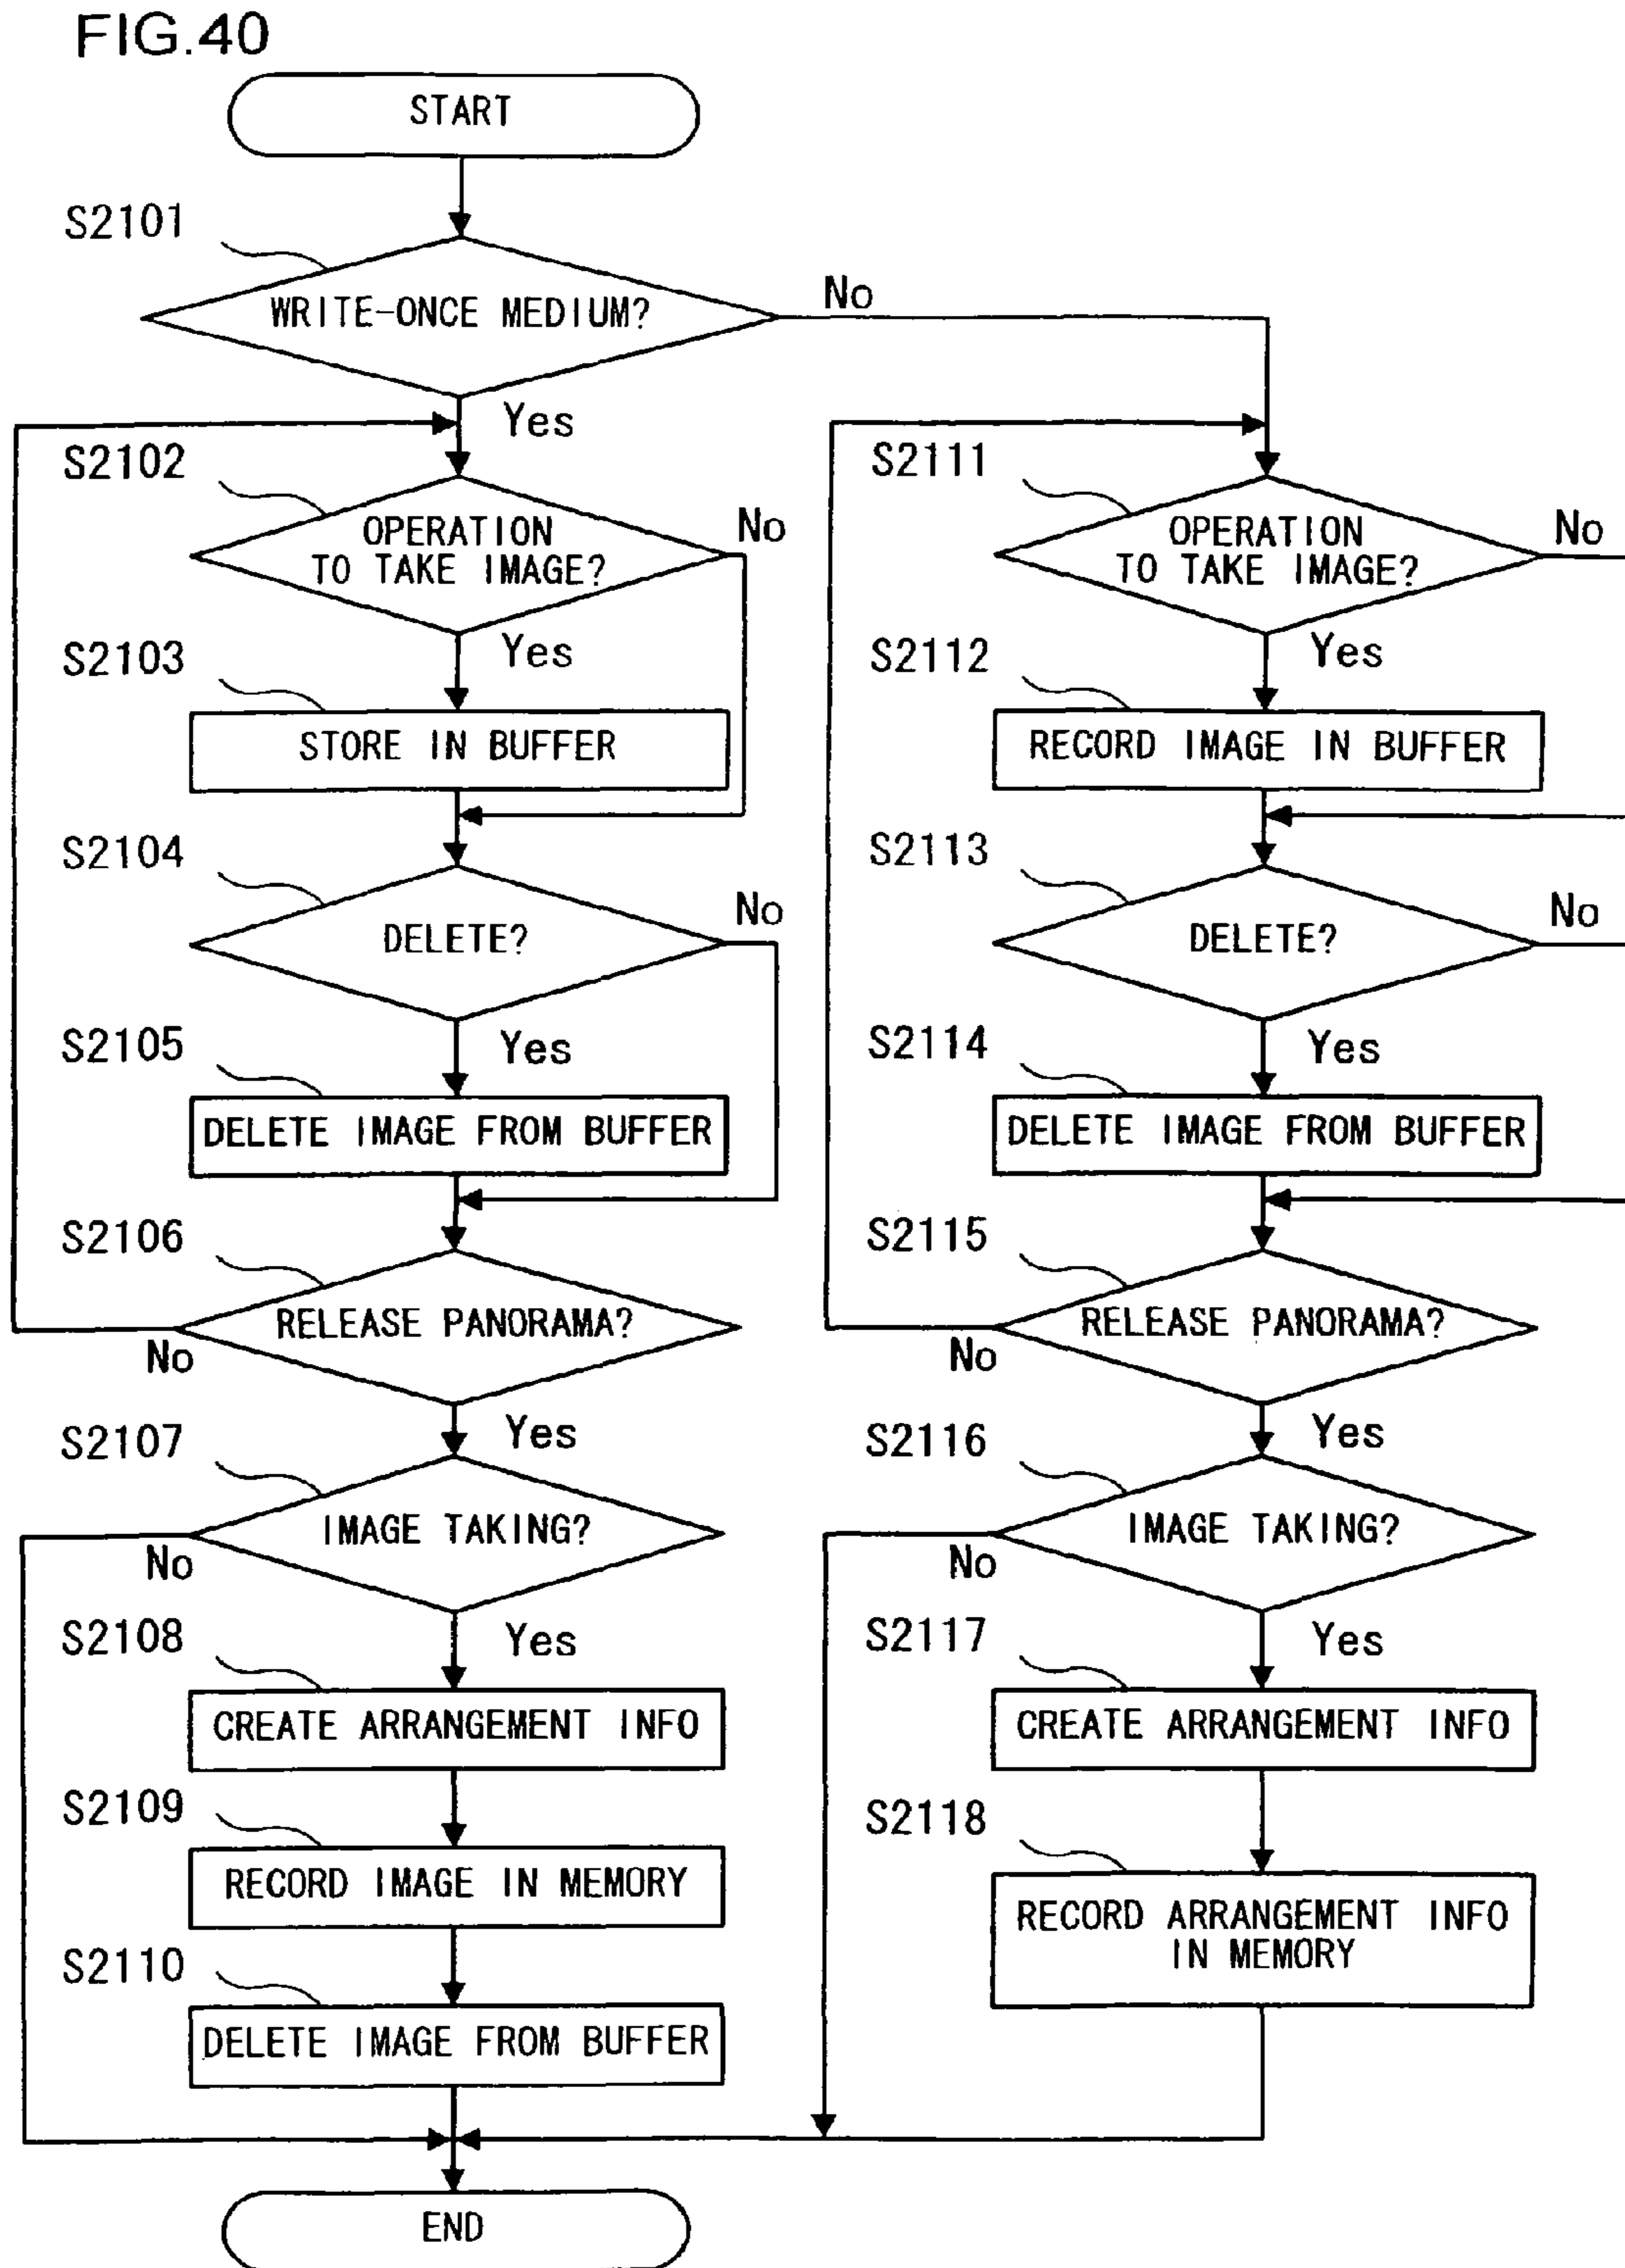 FIG.40
START
S2101
WRITE-ONCE MEDIUM?
No
Yes
S2102
OPERATION
TO TAKE IMAGE?
No
Yes
S2103
STORE IN BUFFER
S2104
DELETE?
No
Yes
S2105
DELETE IMAGE FROM BUFFER
S2106
RELEASE PANORAMA?
No
Yes
S2107
IMAGE TAKING?
No
Yes
S2108
CREATE ARRANGEMENT INFO
S2109
RECORD IMAGE IN MEMORY
S2110
DELETE IMAGE FROM BUFFER
S2111
OPERATION
TO TAKE IMAGE?
No
Yes
S2112
RECORD IMAGE IN BUFFER
S2113
DELETE?
No
Yes
S2114
DELETE IMAGE FROM BUFFER
S2115
RELEASE PANORAMA?
No
Yes
S2116
IMAGE TAKING?
No
Yes
S2117
CREATE ARRANGEMENT INFO
S2118
RECORD ARRANGEMENT INFO
IN MEMORY
END